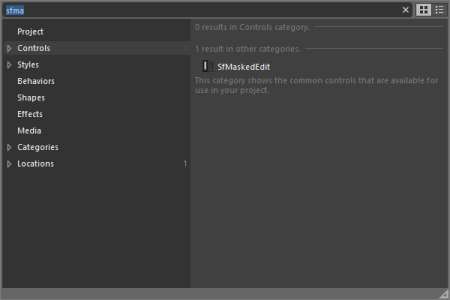 sfma
Project
Controls
Styles
Behaviors
Shapes
Effects
Media
Categories
Locations 1
0 results in Controls category.
1 result in other categories.
SfMaskedEdit
This category shows the common controls that are available for
use in your project.